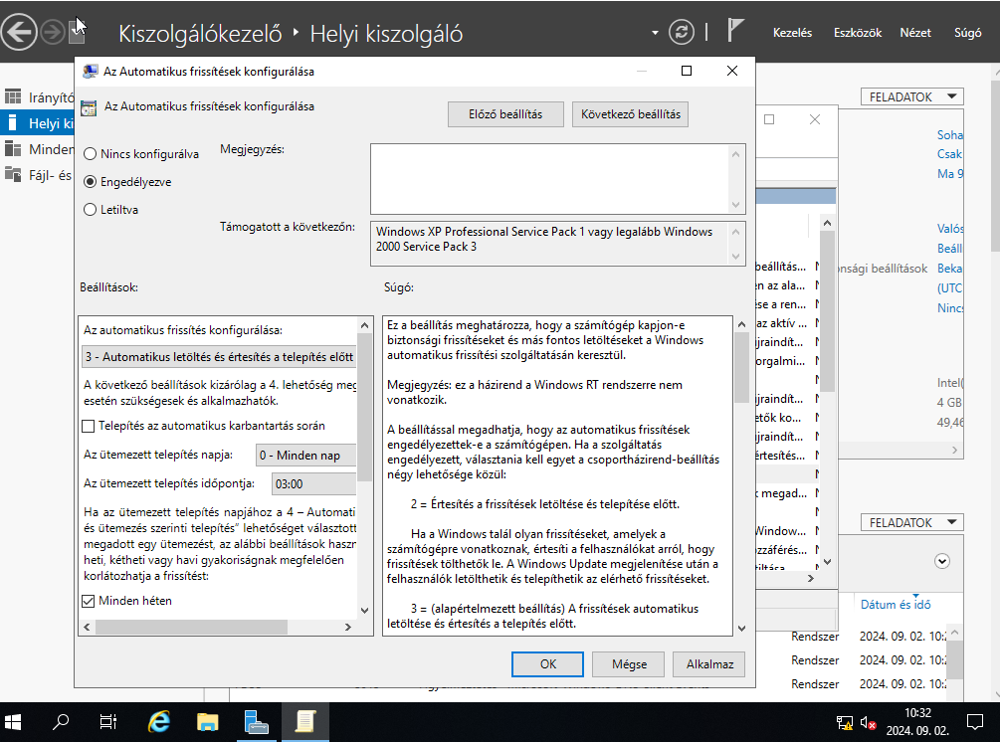 Kiszolgálókezelő ‣ Helyi kiszolgáló
Kezelés Eszközök Nézet Súgó
Az Automatikus frissítések konfigurálása
Az Automatikus frissítések konfigurálása
Előző beállítás
Következő beállítás
Nincs konfigurálva
Engedélyezve
Letiltva
Megjegyzés:
Támogatott a következőn:
Windows XP Professional Service Pack 1 vagy legalább Windows
2000 Service Pack 3
Beállítások:
Súgó:
Az automatikus frissítés konfigurálása:
3 - Automatikus letöltés és értesítés a telepítés előtt
A következő beállítások kizárólag a 4. lehetőség meg
esetén szükségesek és alkalmazhatók.
Telepítés az automatikus karbantartás során
Az ütemezett telepítés napja:
0 - Minden nap
Az ütemezett telepítés időpontja:
03:00
Ha az ütemezett telepítés napjához a 4 – Automati
és ütemezés szerinti telepítés” lehetőséget választott
megadott egy ütemezést, az alábbi beállítások haszn
heti, kétheti vagy havi gyakoriságnak megfelelően
korlátozhatja a frissítést:
Minden héten
Ez a beállítás meghatározza, hogy a számítógép kapjon-e
biztonsági frissítéseket és más fontos letöltéseket a Windows
automatikus frissítési szolgáltatásán keresztül.
Megjegyzés: ez a házirend a Windows RT rendszerre nem
vonatkozik.
A beállítással megadhatja, hogy az automatikus frissítések
engedélyezettek-e a számítógépen. Ha a szolgáltatás
engedélyezett, választania kell egyet a csoportházirend-beállítás
négy lehetősége közül:
2 = Értesítés a frissítések letöltése és telepítése előtt.
Ha a Windows talál olyan frissítéseket, amelyek a
számítógépre vonatkoznak, értesíti a felhasználókat arról, hogy
frissítések tölthetők le. A Windows Update megjelenítése után a
felhasználók letölthetik és telepíthetik az elérhető frissítéseket.
3 = (alapértelmezett beállítás) A frissítések automatikus
letöltése és értesítés a telepítés előtt.
OK
Mégse
Alkalmaz
Irányító
Helyi ki
Minden
Fájl- és
FELADATOK
Soha
Csak
Ma 9
Valós
Beáll
onsági beállítások Beka
(UTC
Nincs
Intel(
4 GB
49,46
beállítás...
en az ala...
ése a ren...
az aktív ...
újraindít...
orgalmi...
újraindít...
etők ko...
újraindít...
értesítés...
k megad...
Window...
ozzáférés...
FELADATOK
Dátum és idő
Rendszer 2024. 09. 02. 10:2
Rendszer 2024. 09. 02. 10:2
Rendszer 2024. 09. 02. 10:2
10:32
2024. 09. 02.